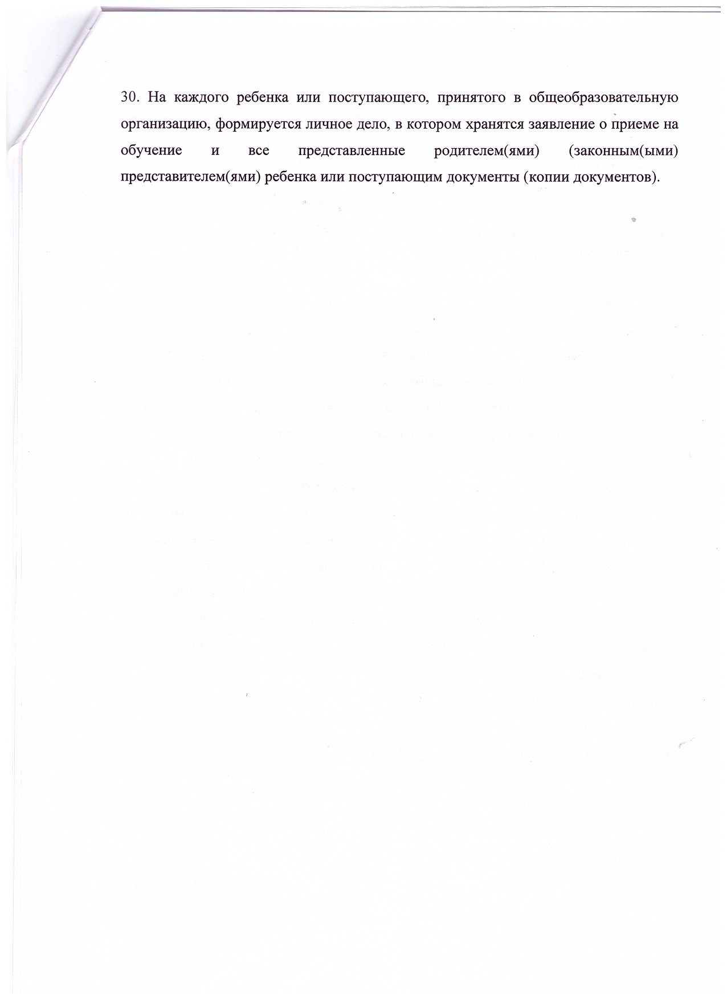 30. На каждого ребенка или поступающего, принятого в общеобразовательную
организацию, формируется личное дело, в котором хранятся заявление о приеме на
обучение и все представленные родителем(ями) (законным(ыми)
представителем(ями) ребенка или поступающим документы (копии документов).